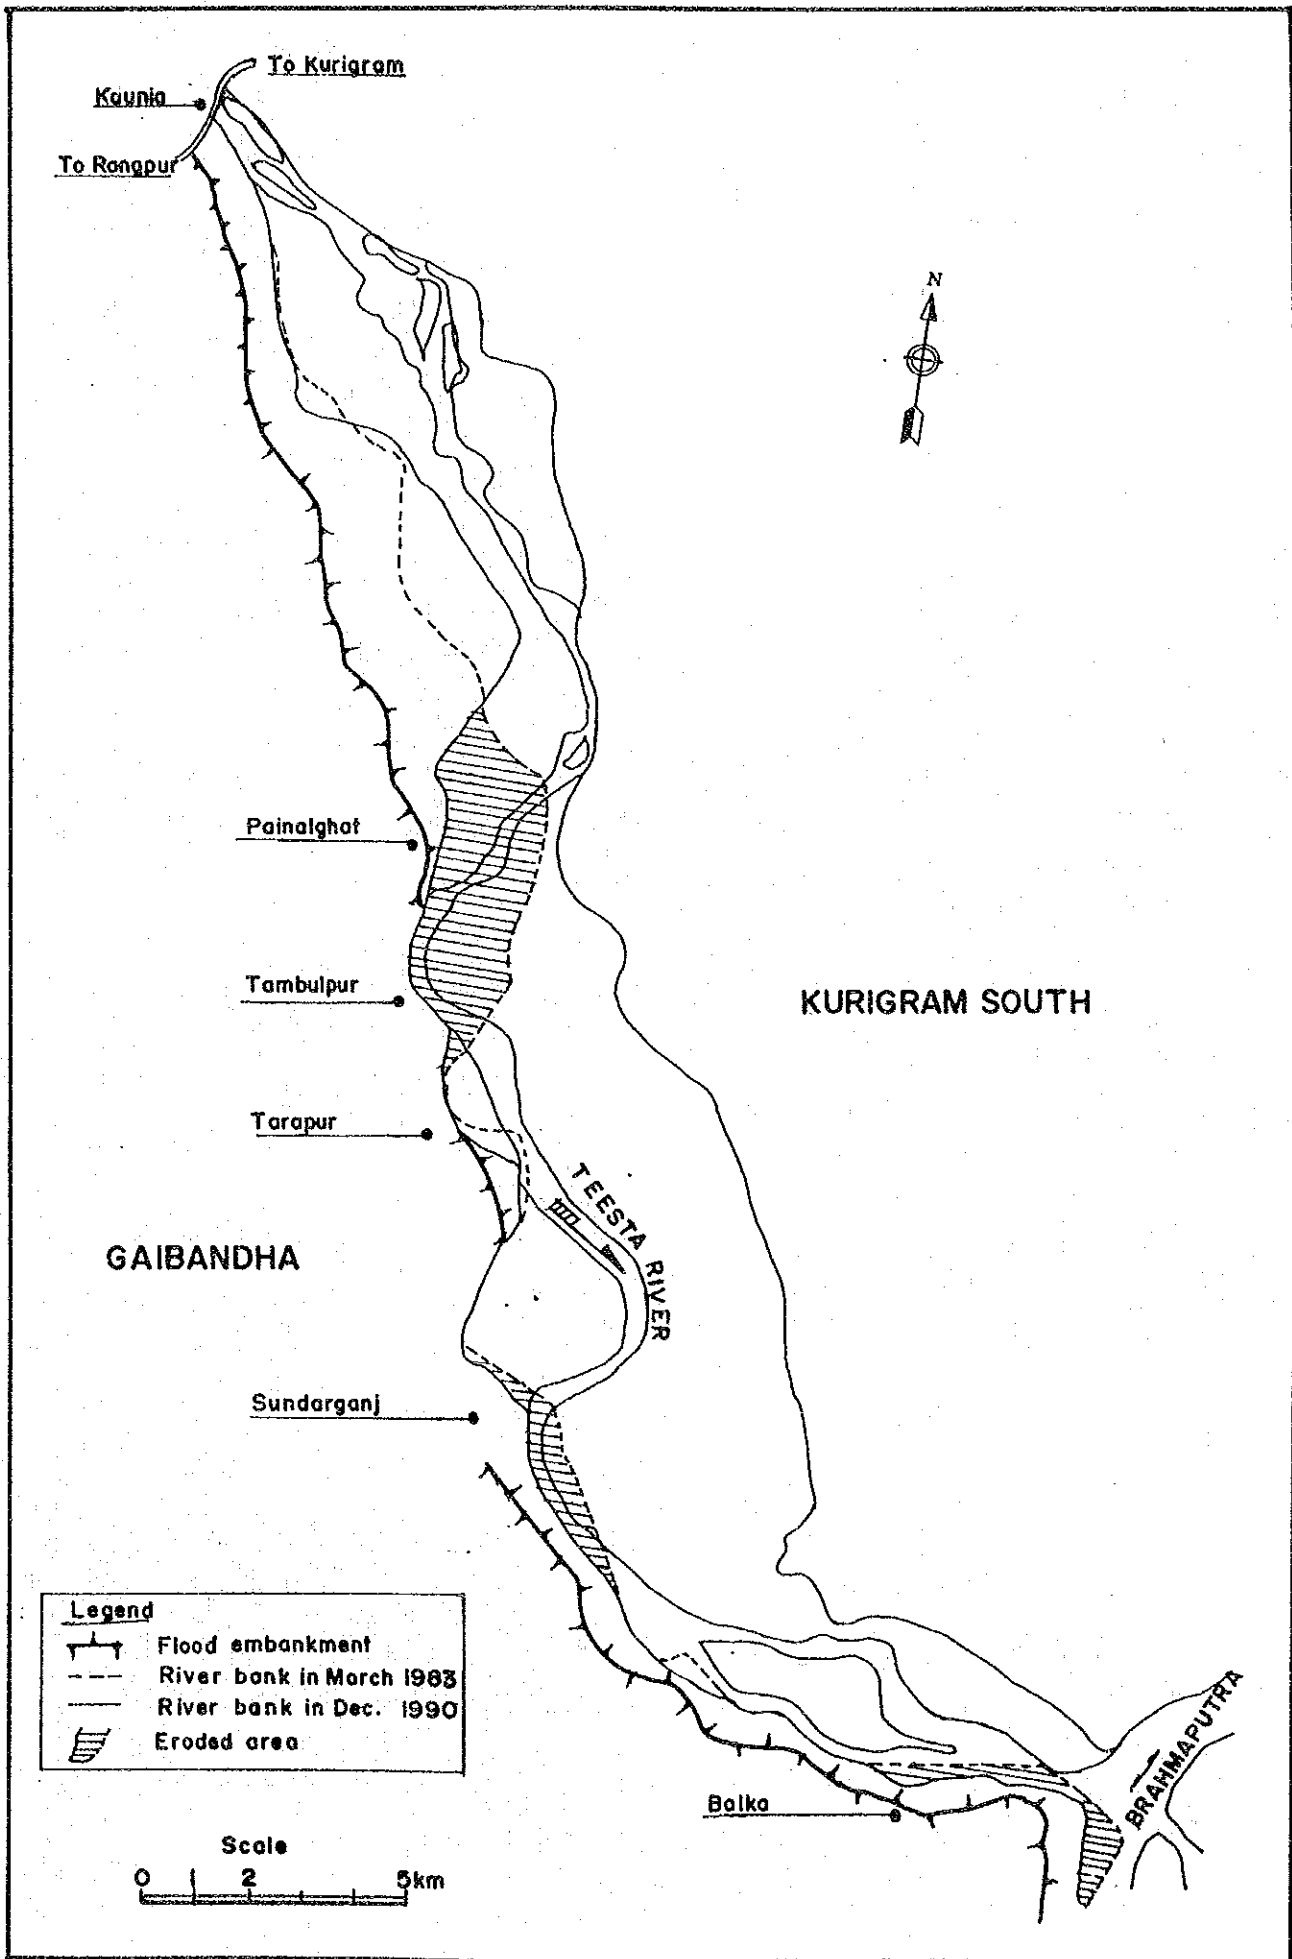 To Kurigram
Kaunia
To Rangpur
N
Painalghat
Tambulpur
KURIGRAM SOUTH
Tarapur
TEESTA RIVER
GAIBANDHA
Sundarganj
Legend
Flood embankment
River bank in March 1983
River bank in Dec. 1990
Eroded area
BRAHMAPUTRA
Balka
Scale
0 1 2 5km